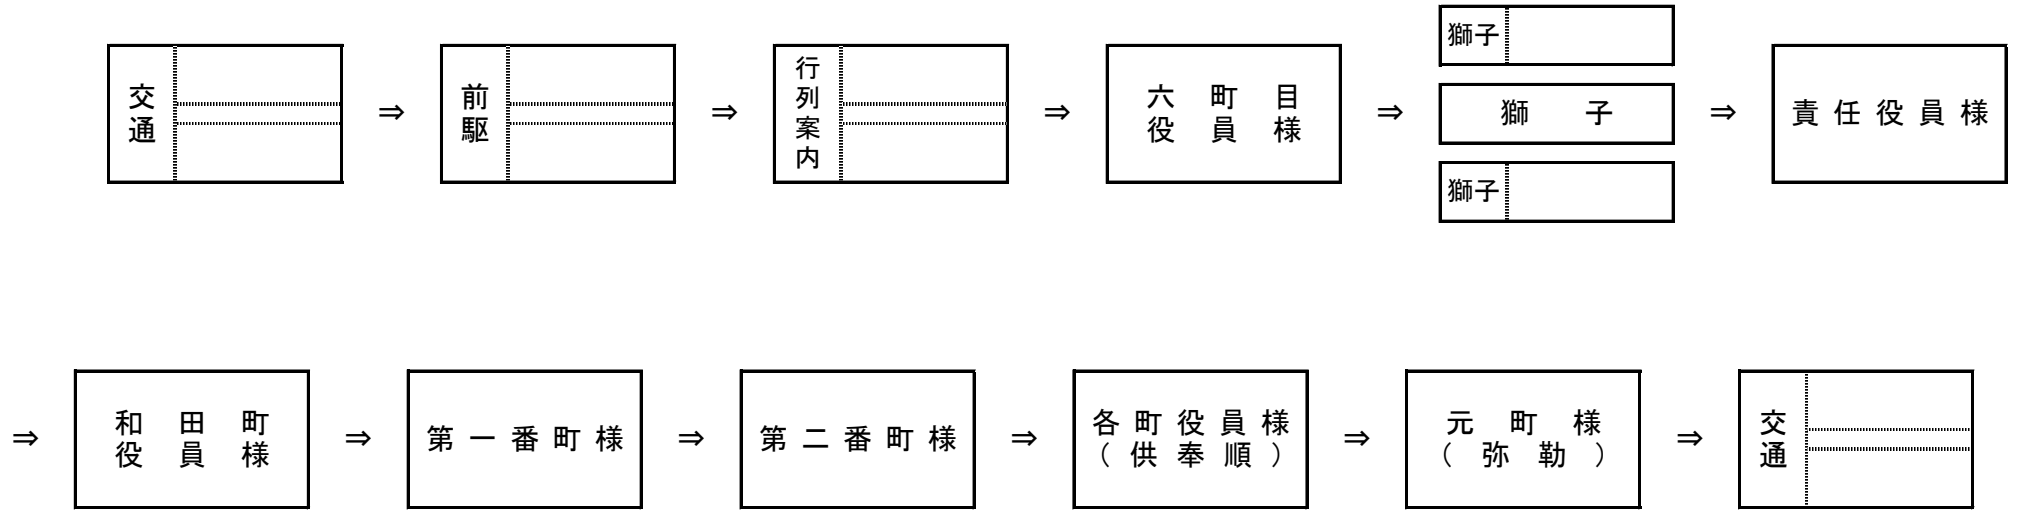 交通
⇒
前駆
⇒
行列案内
⇒
六町目
役員様
⇒
獅子
獅子
獅子
⇒
責任役員様
⇒
和田町
役員様
⇒
第一番町様
⇒
第二番町様
⇒
各町役員様
（供奉順）
⇒
元町様
（弥勒）
⇒
交通